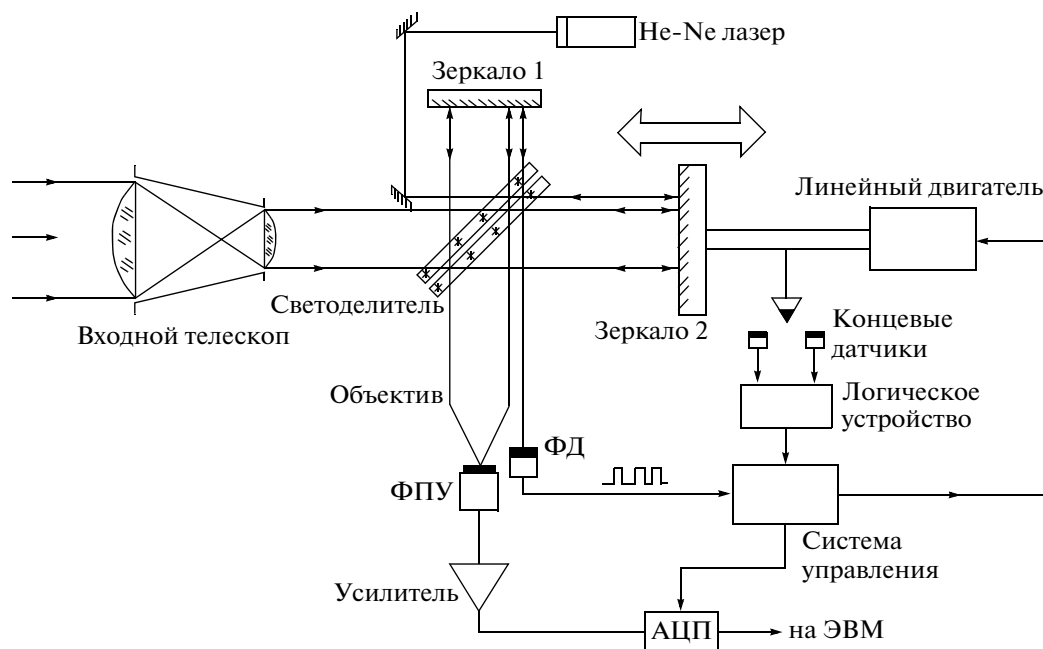 He-Ne лазер
Зеркало 1
Линейный двигатель
Светоделитель
Входной телескоп
Зеркало 2
Концевые
датчики
Объектив
Логическое
устройство
ФД
ФПУ
Система
управления
Усилитель
АЦП
на ЭВМ